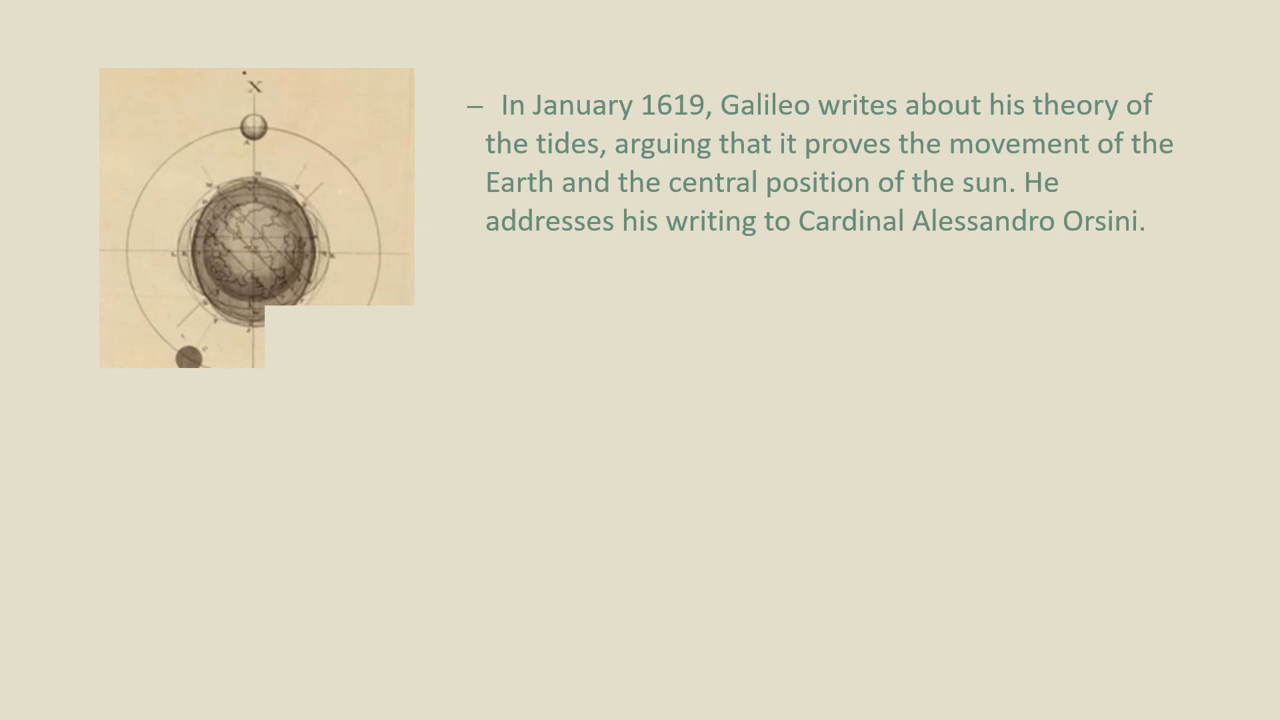 X
– In January 1619, Galileo writes about his theory of
the tides, arguing that it proves the movement of the
Earth and the central position of the sun. He
addresses his writing to Cardinal Alessandro Orsini.